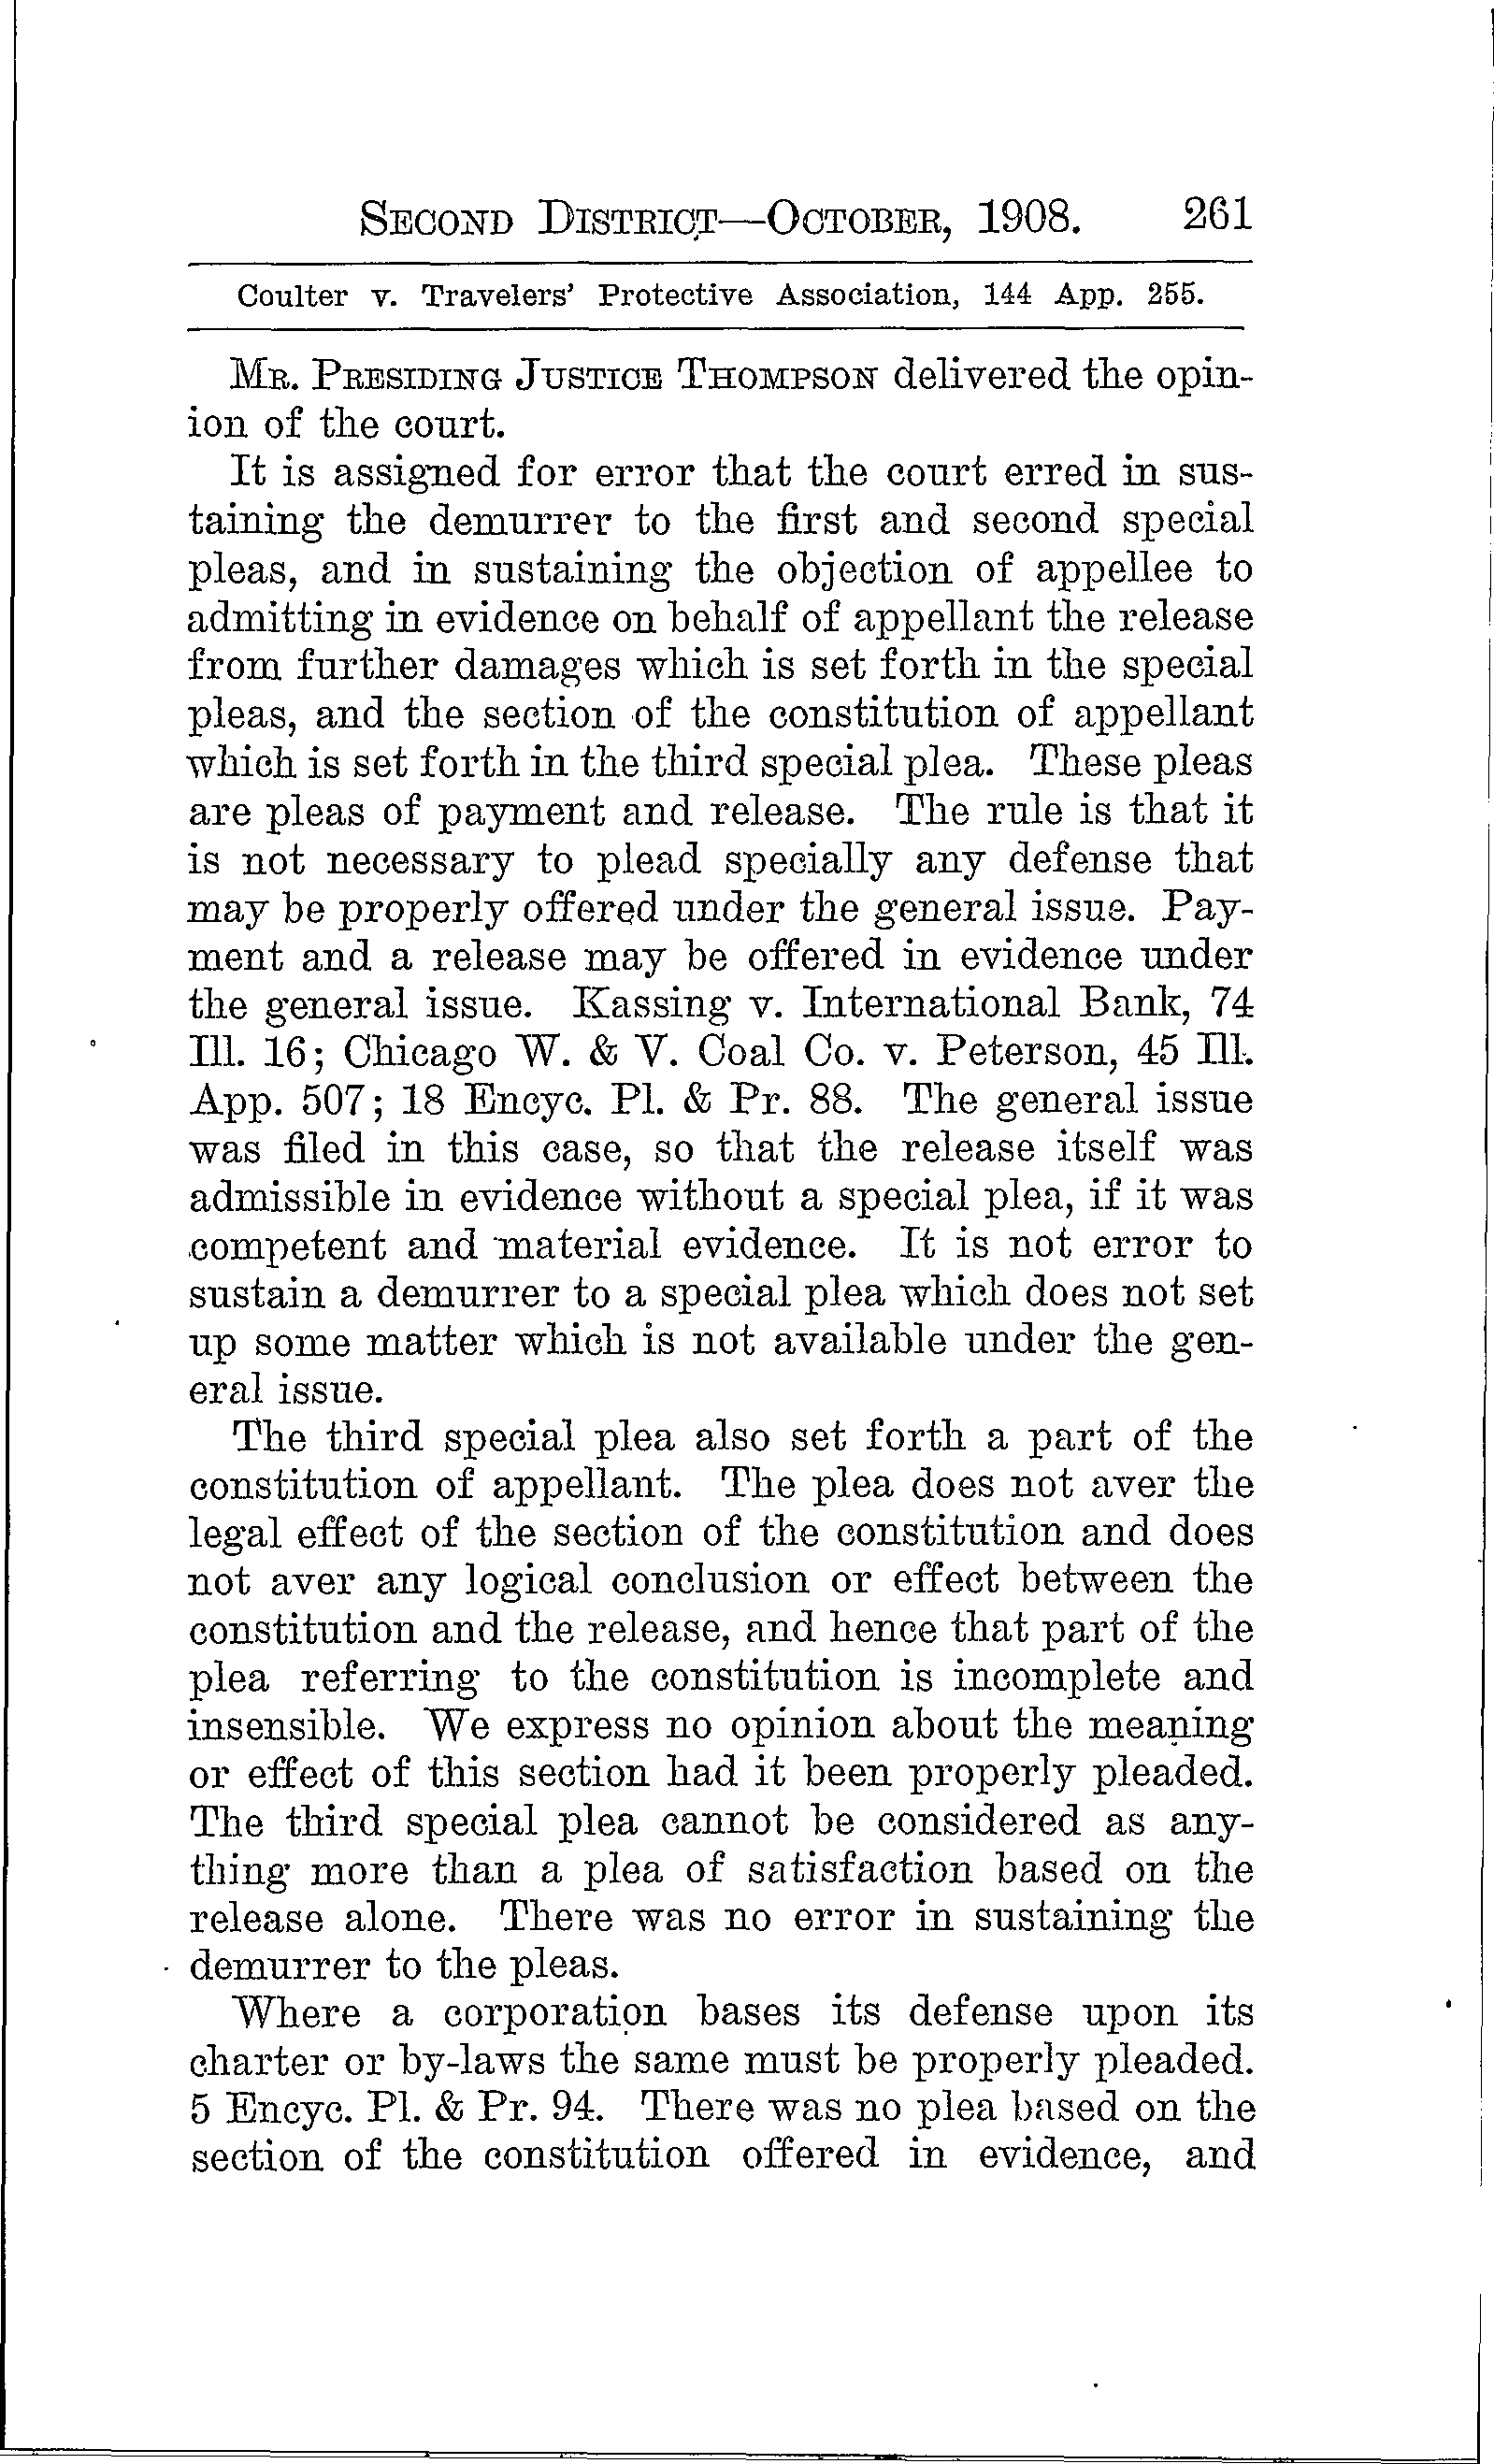 SECOND DISTRICT—OCTOBER, 1908. 261
Coulter v. Travelers' Protective Association, 144 App. 255.
MR. PRESIDING JUSTICE THOMPSON delivered the opin-
ion of the court.
It is assigned for error that the court erred in sus-
taining the demurrer to the first and second special
pleas, and in sustaining the objection of appellee to
admitting in evidence on behalf of appellant the release
from further damages which is set forth in the special
pleas, and the section of the constitution of appellant
which is set forth in the third special plea. These pleas
are pleas of payment and release. The rule is that it
is not necessary to plead specially any defense that
may be properly offered under the general issue. Pay-
ment and a release may be offered in evidence under
the general issue. Kassing v. International Bank, 74
Ill. 16; Chicago W. & V. Coal Co. v. Peterson, 45 Ill.
App. 507; 18 Encyc. Pl. & Pr. 88. The general issue
was filed in this case, so that the release itself was
admissible in evidence without a special plea, if it was
competent and material evidence. It is not error to
sustain a demurrer to a special plea which does not set
up some matter which is not available under the gen-
eral issue.
The third special plea also set forth a part of the
constitution of appellant. The plea does not aver the
legal effect of the section of the constitution and does
not aver any logical conclusion or effect between the
constitution and the release, and hence that part of the
plea referring to the constitution is incomplete and
insensible. We express no opinion about the meaning
or effect of this section had it been properly pleaded.
The third special plea cannot be considered as any-
thing more than a plea of satisfaction based on the
release alone. There was no error in sustaining the
demurrer to the pleas.
Where a corporation bases its defense upon its
charter or by-laws the same must be properly pleaded.
5 Encyc. Pl. & Pr. 94. There was no plea based on the
section of the constitution offered in evidence, and